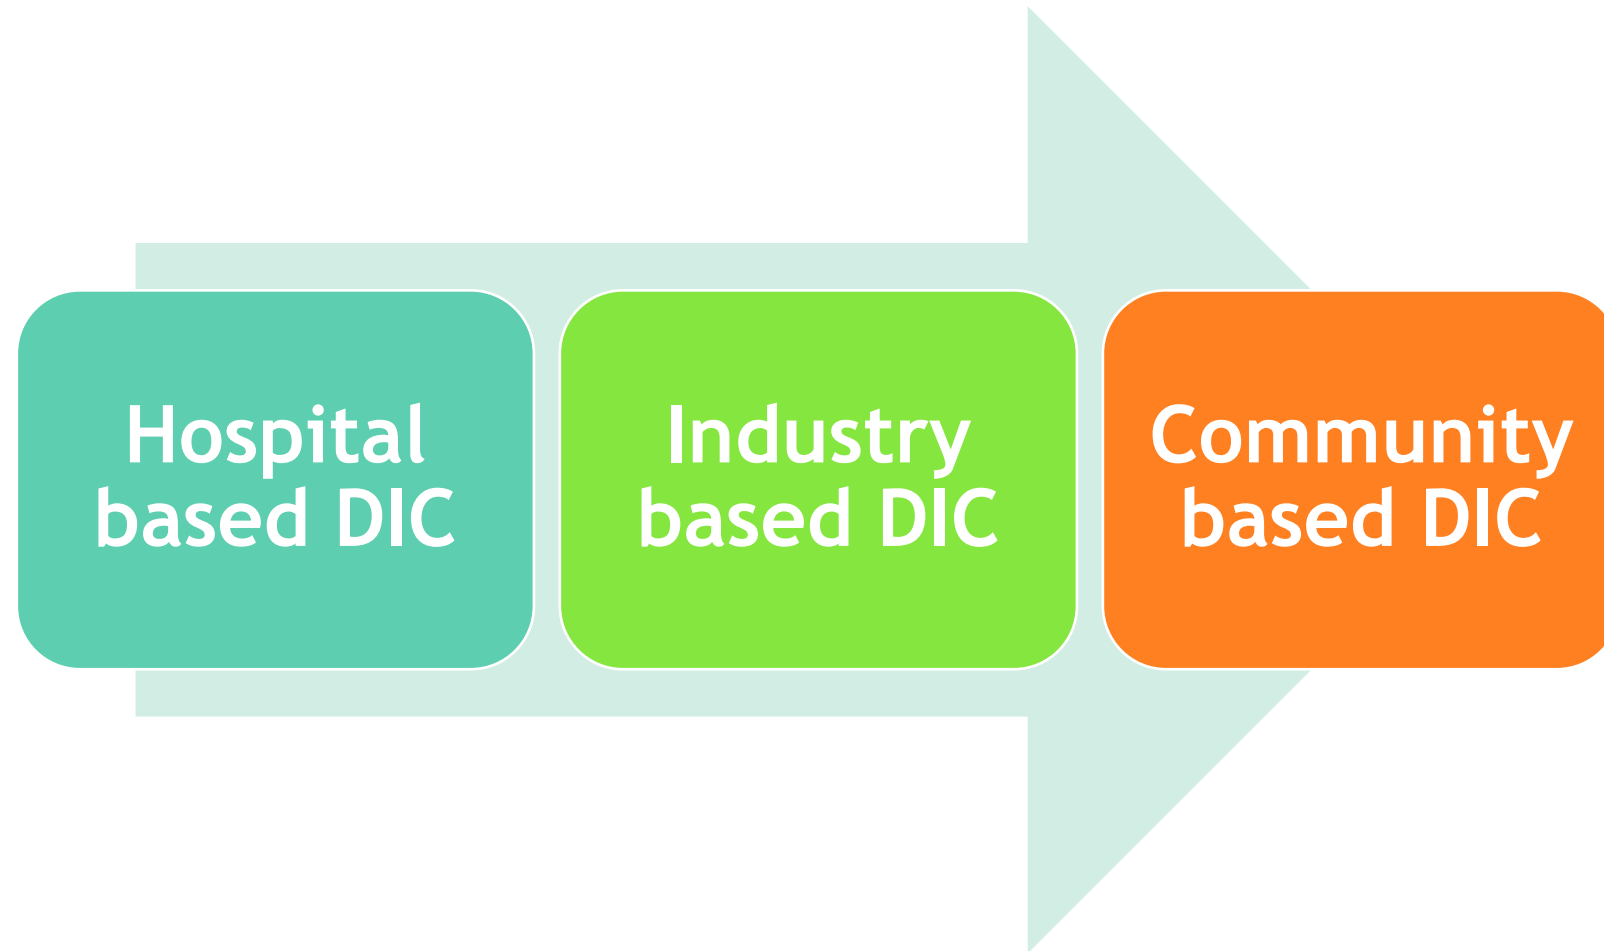 Hospital
based DIC
Industry
based DIC
Community
based DIC